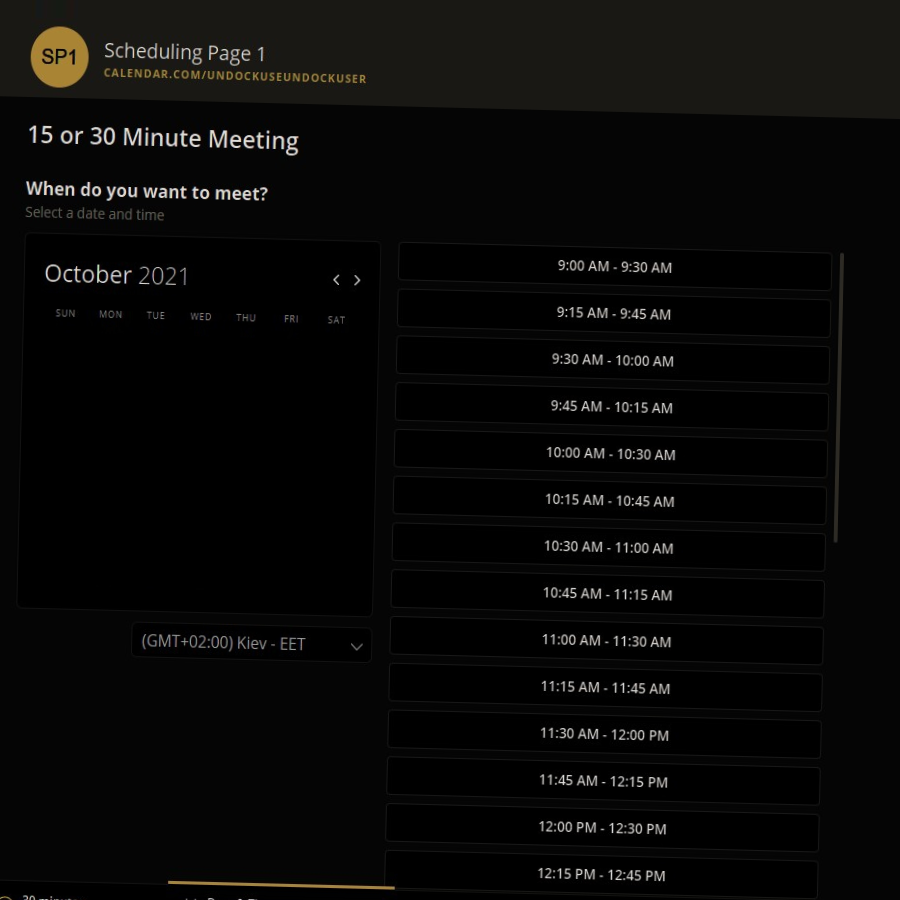 SP1
Scheduling Page 1
CALENDAR.COM/UNDOCKUSEUNDOCKUSER
15 or 30 Minute Meeting
When do you want to meet?
Select a date and time
October 2021
SUN MON TUE WED THU FRI SAT
(GMT+02:00) Kiev - EET
9:00 AM - 9:30 AM
9:15 AM - 9:45 AM
9:30 AM - 10:00 AM
9:45 AM - 10:15 AM
10:00 AM - 10:30 AM
10:15 AM - 10:45 AM
10:30 AM - 11:00 AM
10:45 AM - 11:15 AM
11:00 AM - 11:30 AM
11:15 AM - 11:45 AM
11:30 AM - 12:00 PM
11:45 AM - 12:15 PM
12:00 PM - 12:30 PM
12:15 PM - 12:45 PM